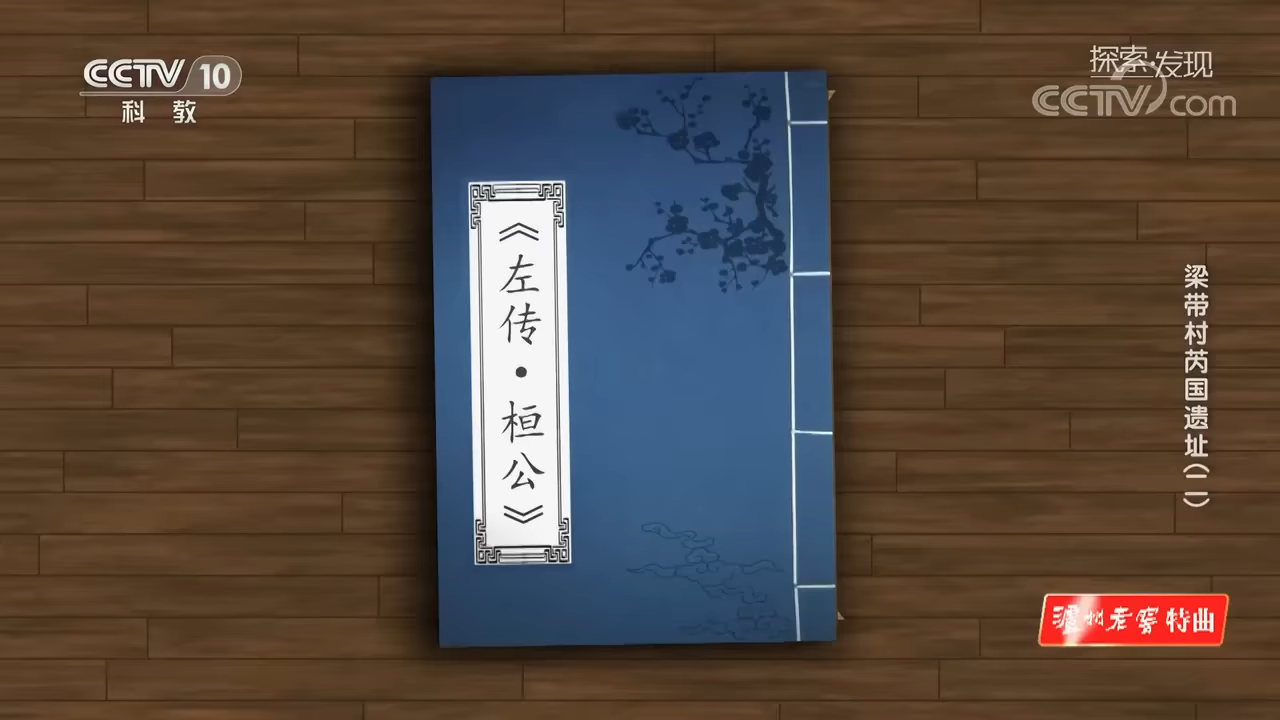 CCTV 10
科教
探索·发现
CCTV.com
《左传·桓公》
梁带村芮国遗址(二)
泸州老窖特曲